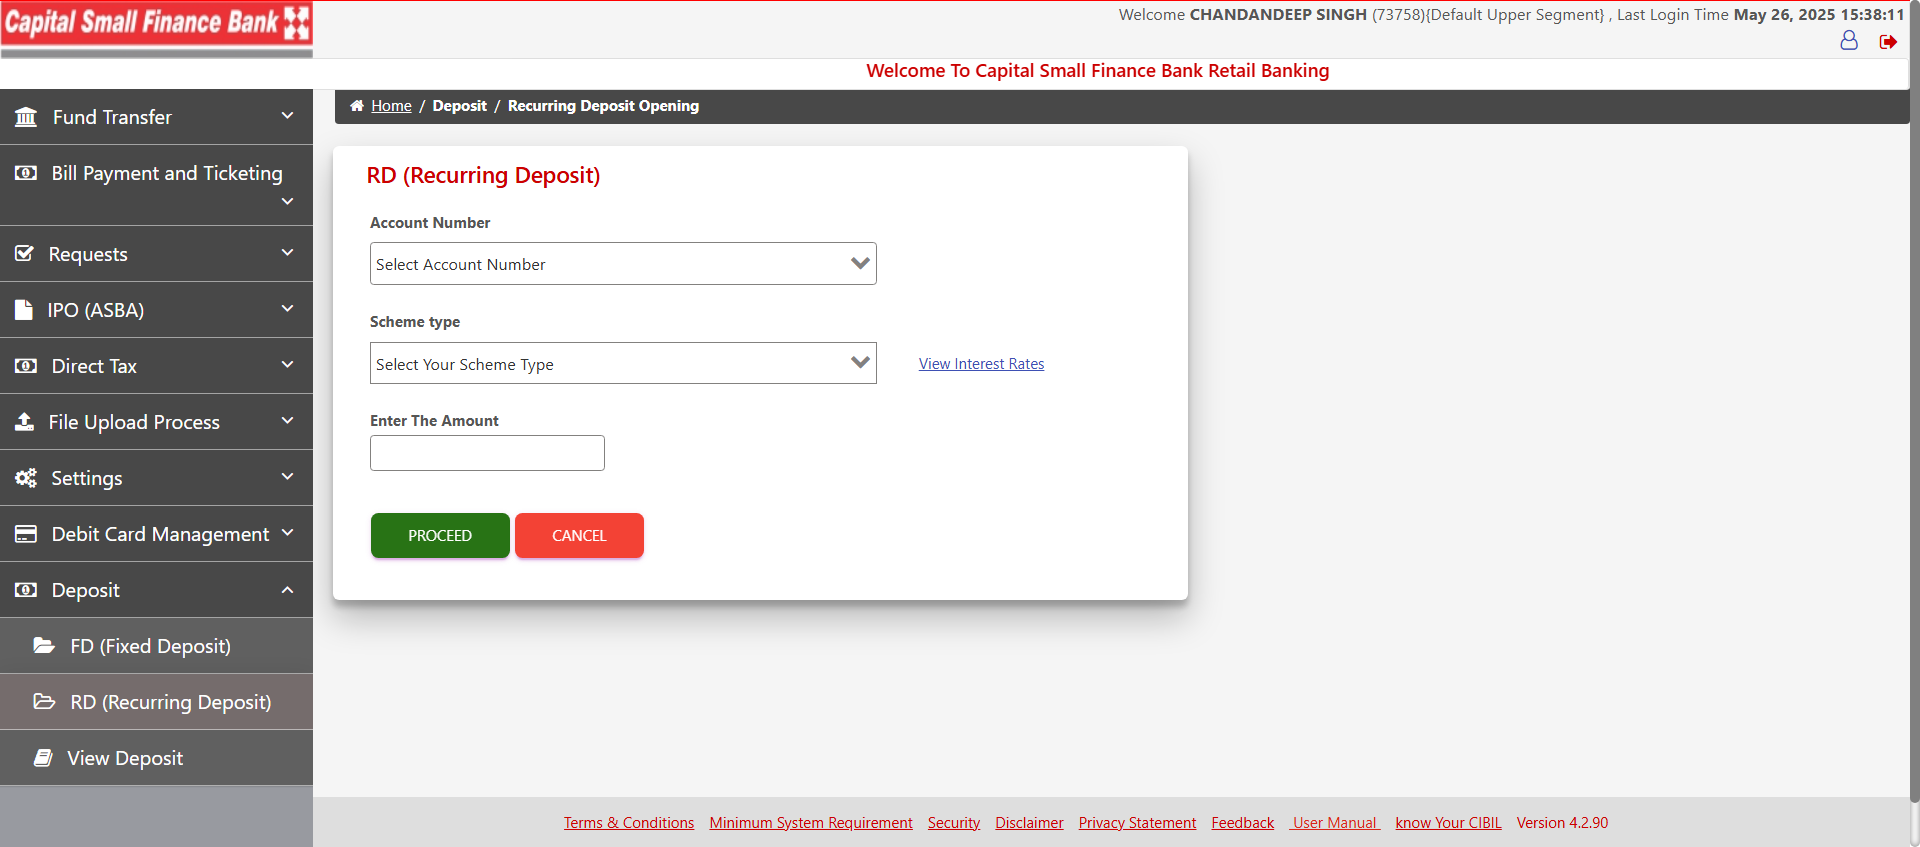 Capital Small Finance Bank
Welcome CHANDANDEEP SINGH (73758){Default Upper Segment} , Last Login Time May 26, 2025 15:38:11
Welcome To Capital Small Finance Bank Retail Banking
Fund Transfer
Bill Payment and Ticketing
Requests
IPO (ASBA)
Direct Tax
File Upload Process
Settings
Debit Card Management
Deposit
FD (Fixed Deposit)
RD (Recurring Deposit)
View Deposit
Home / Deposit / Recurring Deposit Opening
RD (Recurring Deposit)
Account Number
Select Account Number
Scheme type
Select Your Scheme Type
View Interest Rates
Enter The Amount
PROCEED CANCEL
Terms & Conditions Minimum System Requirement Security Disclaimer Privacy Statement Feedback User Manual know Your CIBIL Version 4.2.90